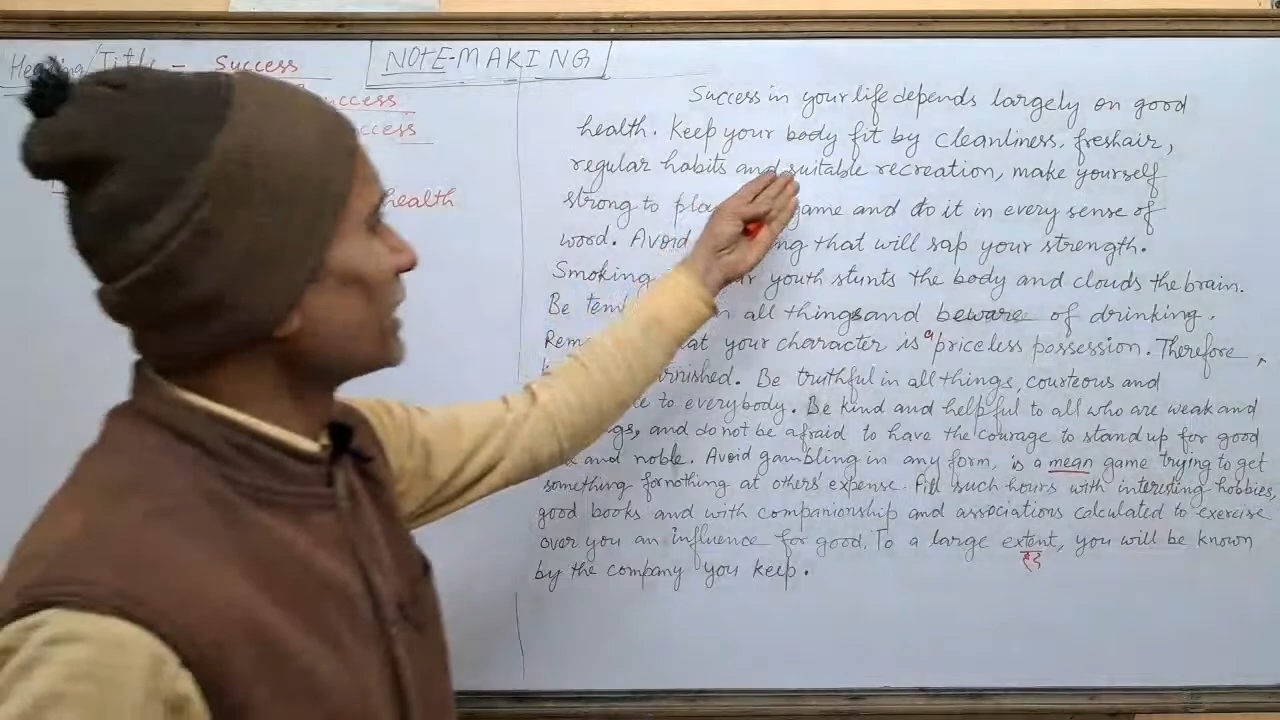 Heading/Title - Success
NOTE-MAKING
success
success
health
Success in your life depends largely on good
health. Keep your body fit by cleanliness, freshair,
regular habits and suitable recreation, make yourself
strong to game and do it in every sense of
word. Avoid that will sap your strength.
Smoking youth stunts the body and clouds the brain.
Be all things and beware of drinking.
your character is a priceless possession. Therefore,
Be truthful in all things, courteous and
to everybody. Be kind and helpful to all who are weak and
and do not be afraid to have the courage to stand up for good
and noble. Avoid gambling in any form, is a mean game trying to get
something for nothing at others' expense. Fill such hours with interesting hobbies,
good books and with companionship and associations calculated to exercise
over you an influence for good. To a large extent, you will be known
by the company you keep.